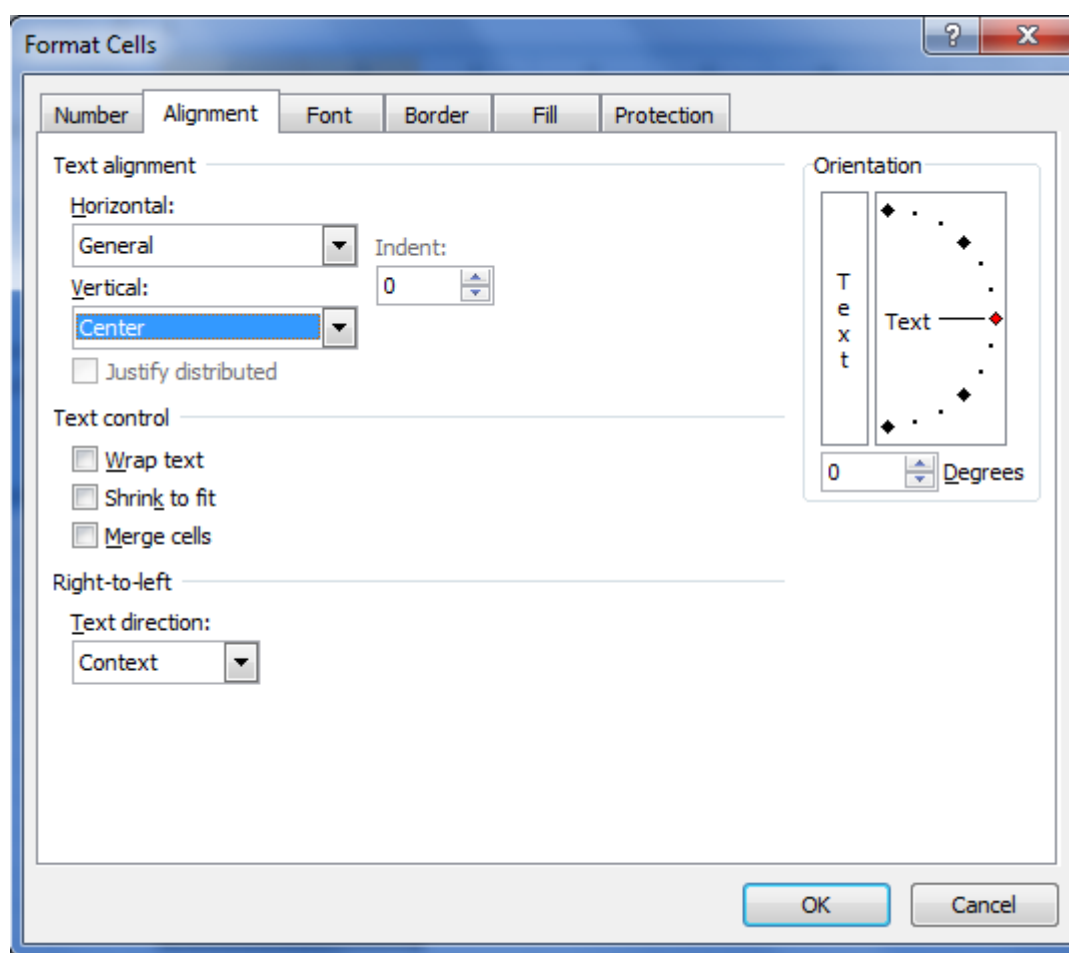 Format Cells
Number Alignment Font Border Fill Protection
Text alignment
Horizontal:
General
Indent:
0
Vertical:
Center
Justify distributed
Text control
Wrap text
Shrink to fit
Merge cells
Right-to-left
Text direction:
Context
Orientation
T
e
x
t
Text
0 Degrees
OK Cancel